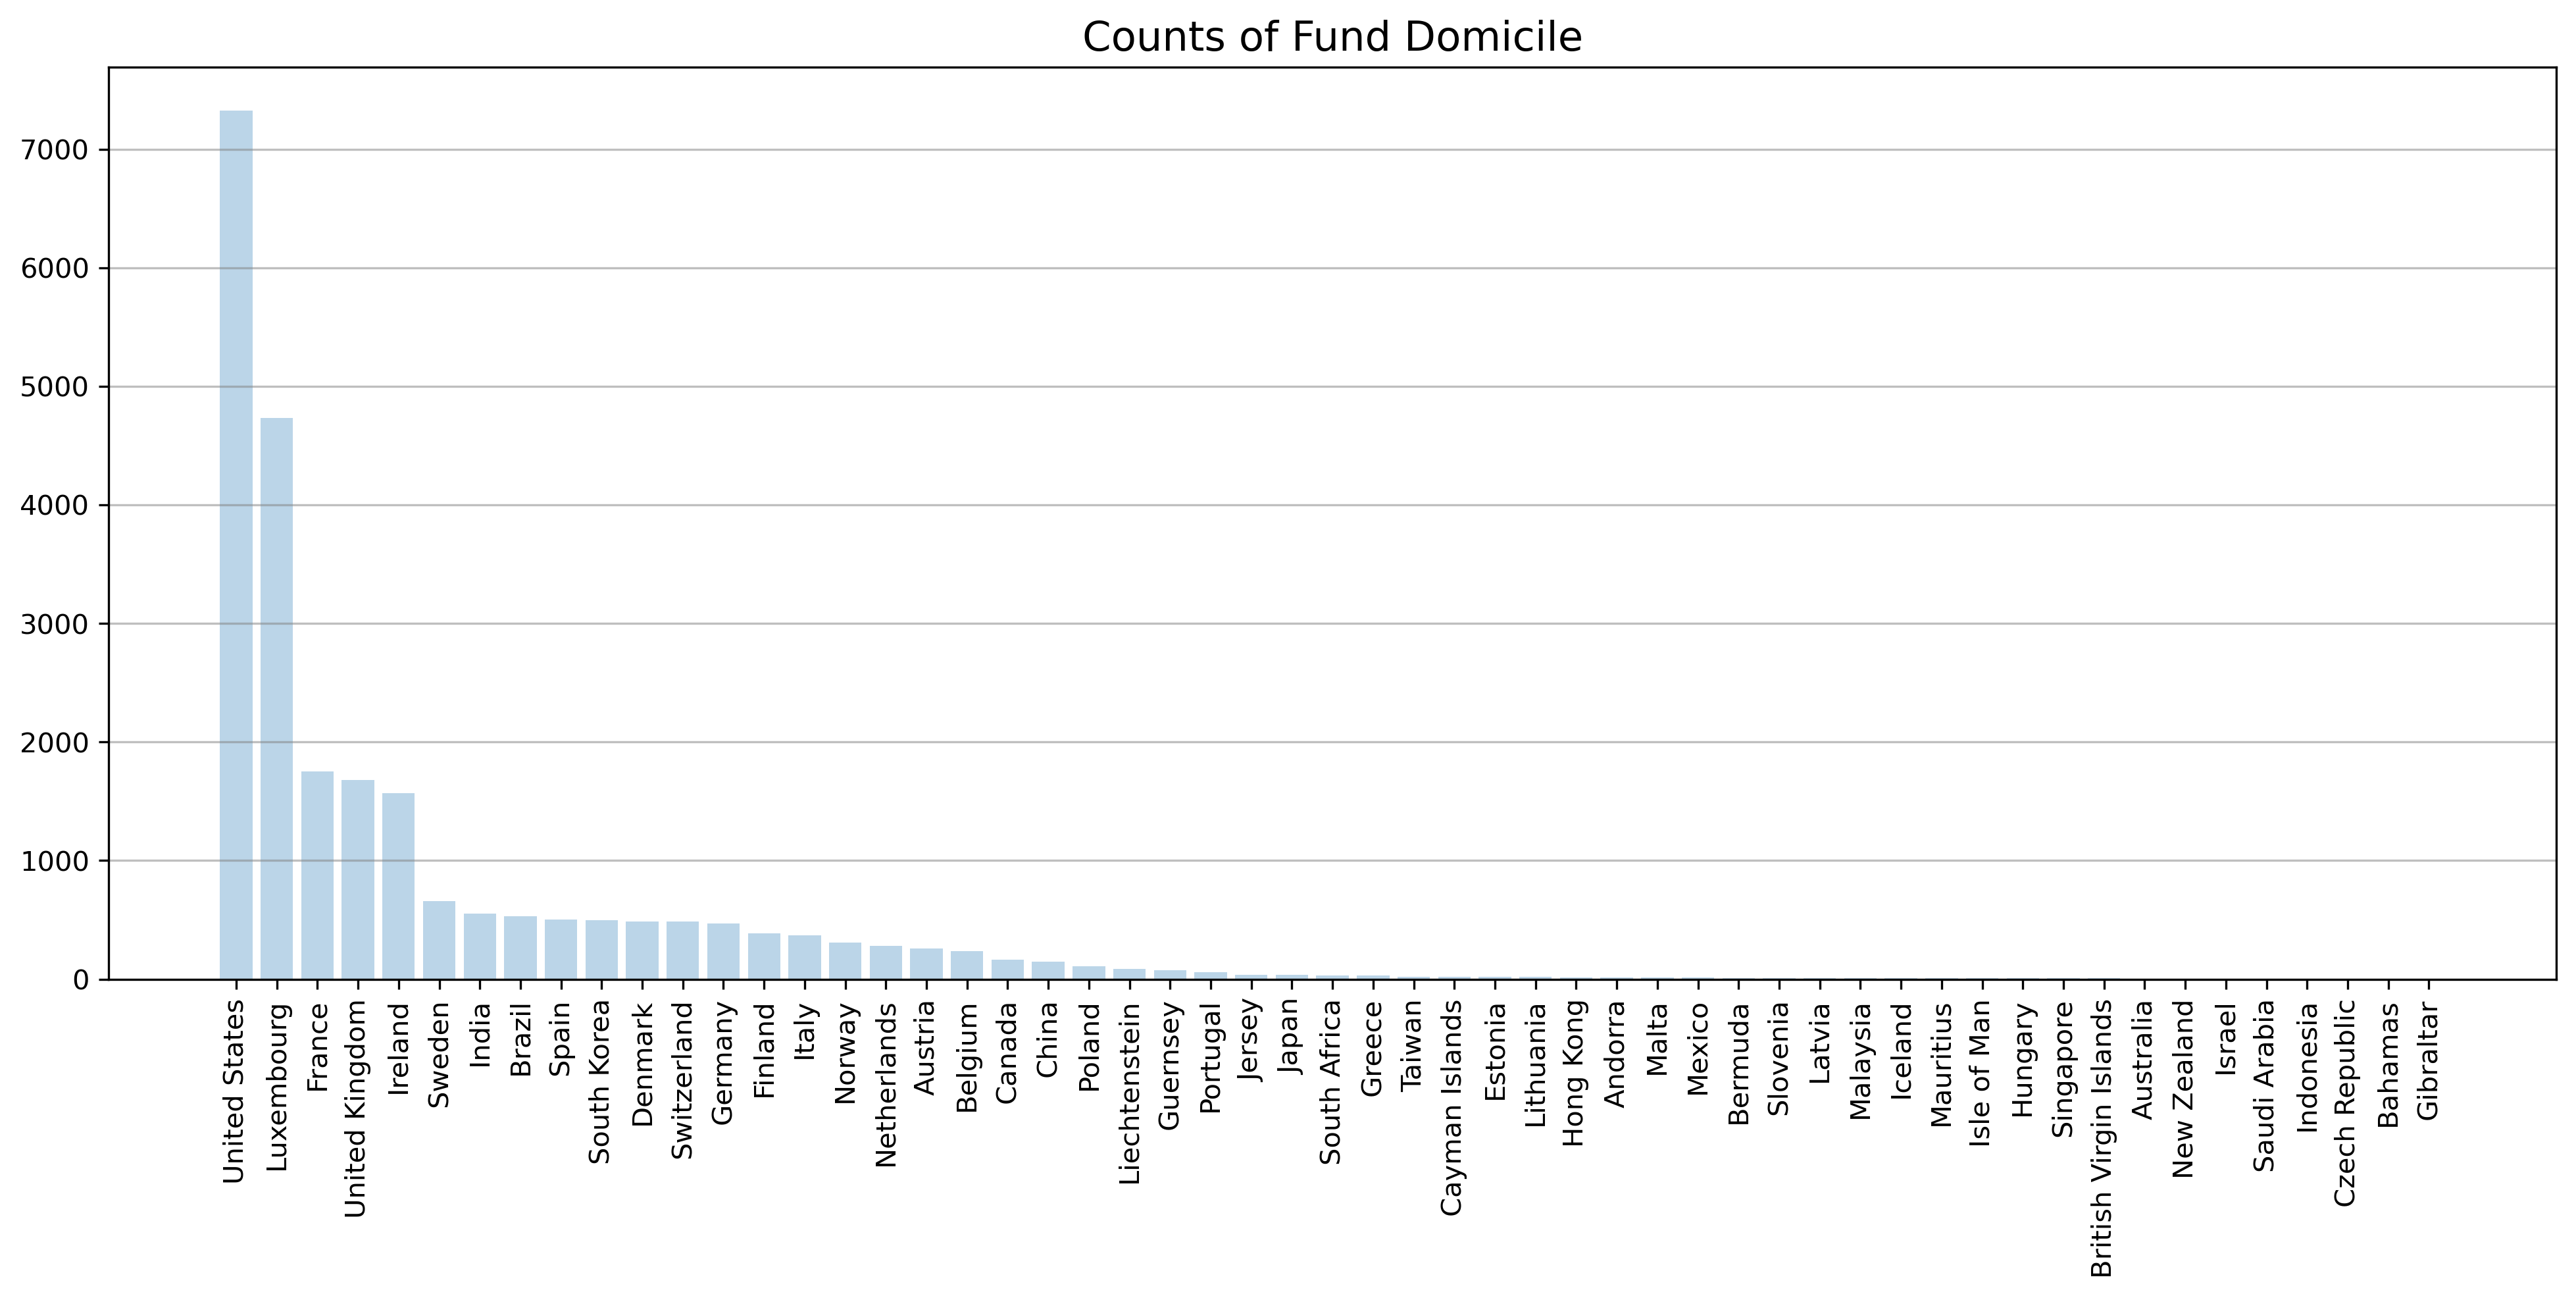 Counts of Fund Domicile
7000
6000
5000
4000
3000
2000
1000
0
United States
Luxembourg
France
United Kingdom
Ireland
Sweden
India
Brazil
Spain
South Korea
Denmark
Switzerland
Germany
Finland
Italy
Norway
Netherlands
Austria
Belgium
Canada
China
Poland
Liechtenstein
Guernsey
Portugal
Jersey
Japan
South Africa
Greece
Taiwan
Cayman Islands
Estonia
Lithuania
Hong Kong
Andorra
Malta
Mexico
Bermuda
Slovenia
Latvia
Malaysia
Iceland
Mauritius
Isle of Man
Hungary
Singapore
British Virgin Islands
Australia
New Zealand
Israel
Saudi Arabia
Indonesia
Czech Republic
Bahamas
Gibraltar